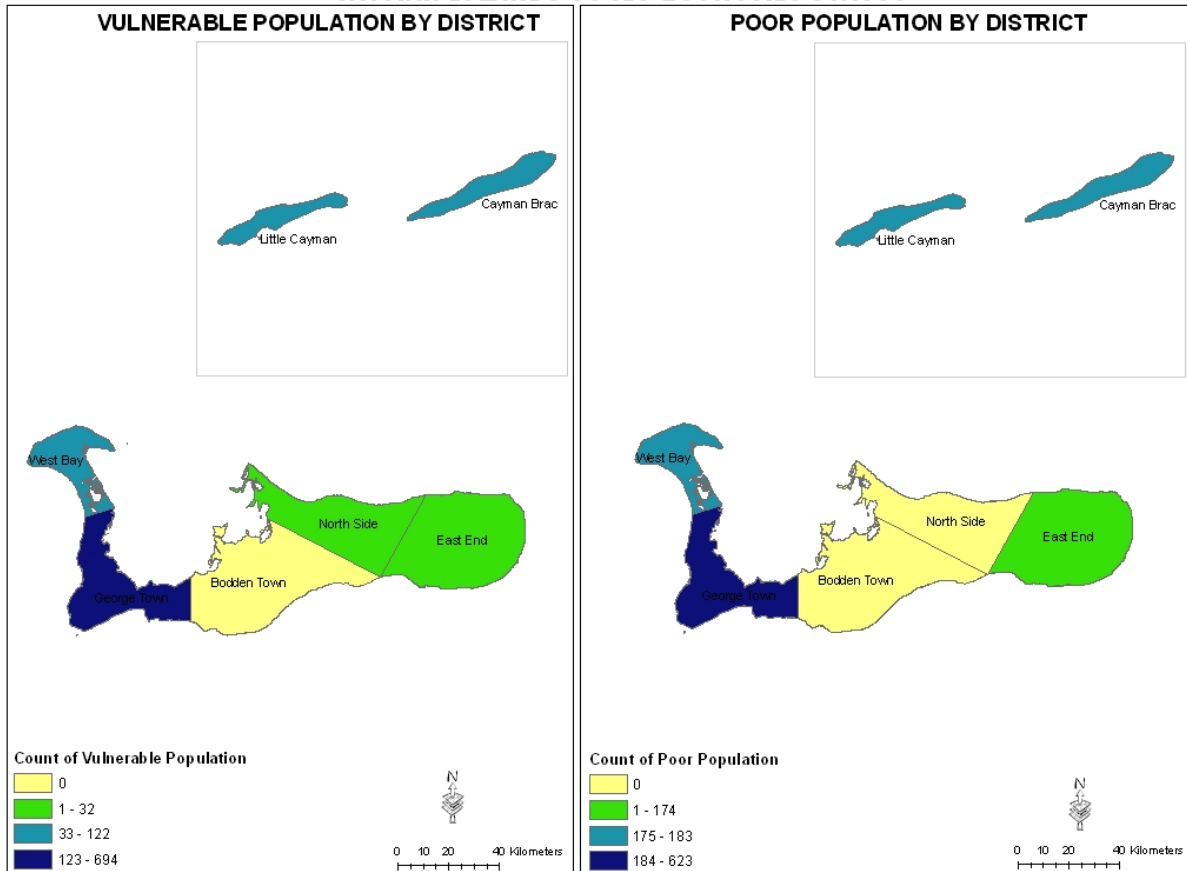 VULNERABLE POPULATION BY DISTRICT
Cayman Brac
Little Cayman
West Bay
North Side
East End
Bodden Town
George Town
Count of Vulnerable Population
0
1 - 32
33 - 122
123 - 694
N
0 10 20 40 Kilometers
POOR POPULATION BY DISTRICT
Cayman Brac
Little Cayman
West Bay
North Side
East End
Bodden Town
George Town
Count of Poor Population
0
1 - 174
175 - 183
184 - 623
N
0 10 20 40 Kilometers